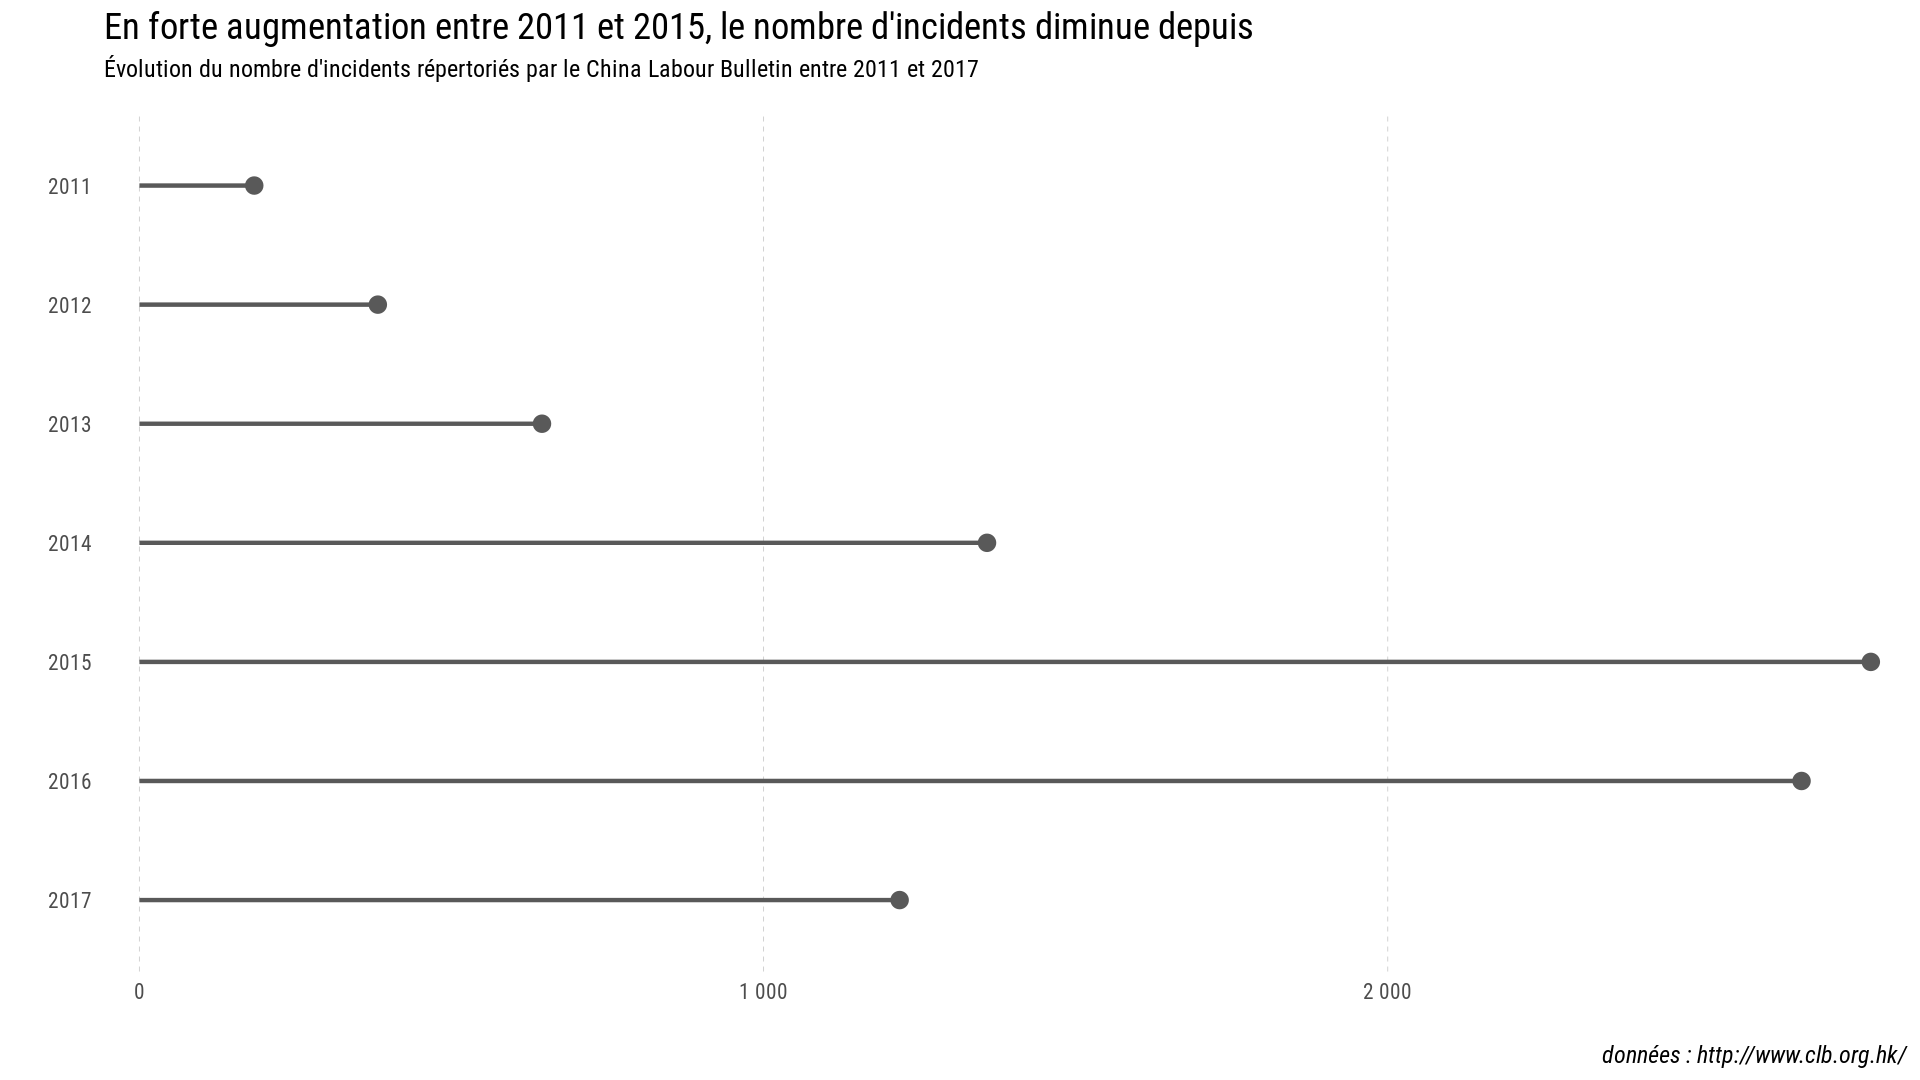 En forte augmentation entre 2011 et 2015, le nombre d'incidents diminue depuis
Évolution du nombre d'incidents répertoriés par le China Labour Bulletin entre 2011 et 2017
2011
2012
2013
2014
2015
2016
2017
0 1 000 2 000
données : http://www.clb.org.hk/